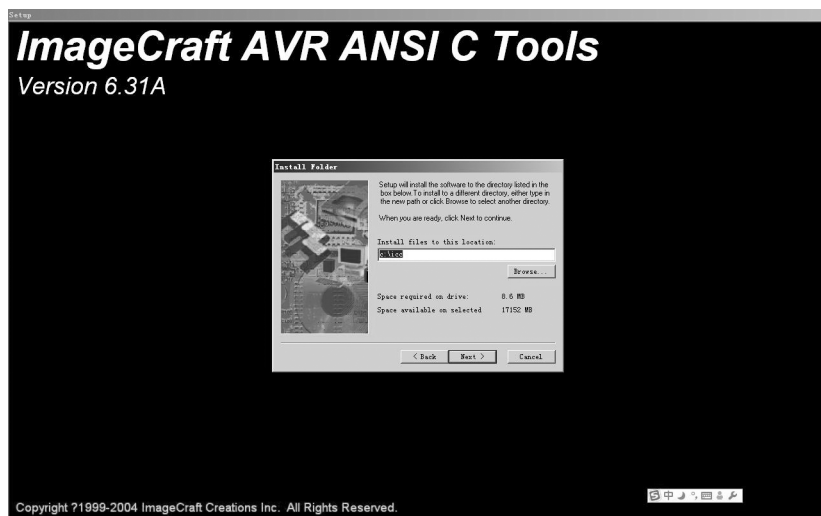 Setup
ImageCraft AVR ANSI C Tools
Version 6.31A
Install Folder
Setup will install the software to the directory listed in the
box below. To install to a different directory, either type in
the new path or click Browse to select another directory.
When you are ready, click Next to continue.
Install files to this location:
c:\icc
Browse...
Space required on drive: 8.6 MB
Space available on selected 17152 MB
< Back Next > Cancel
中
Copyright ?1999-2004 ImageCraft Creations Inc. All Rights Reserved.